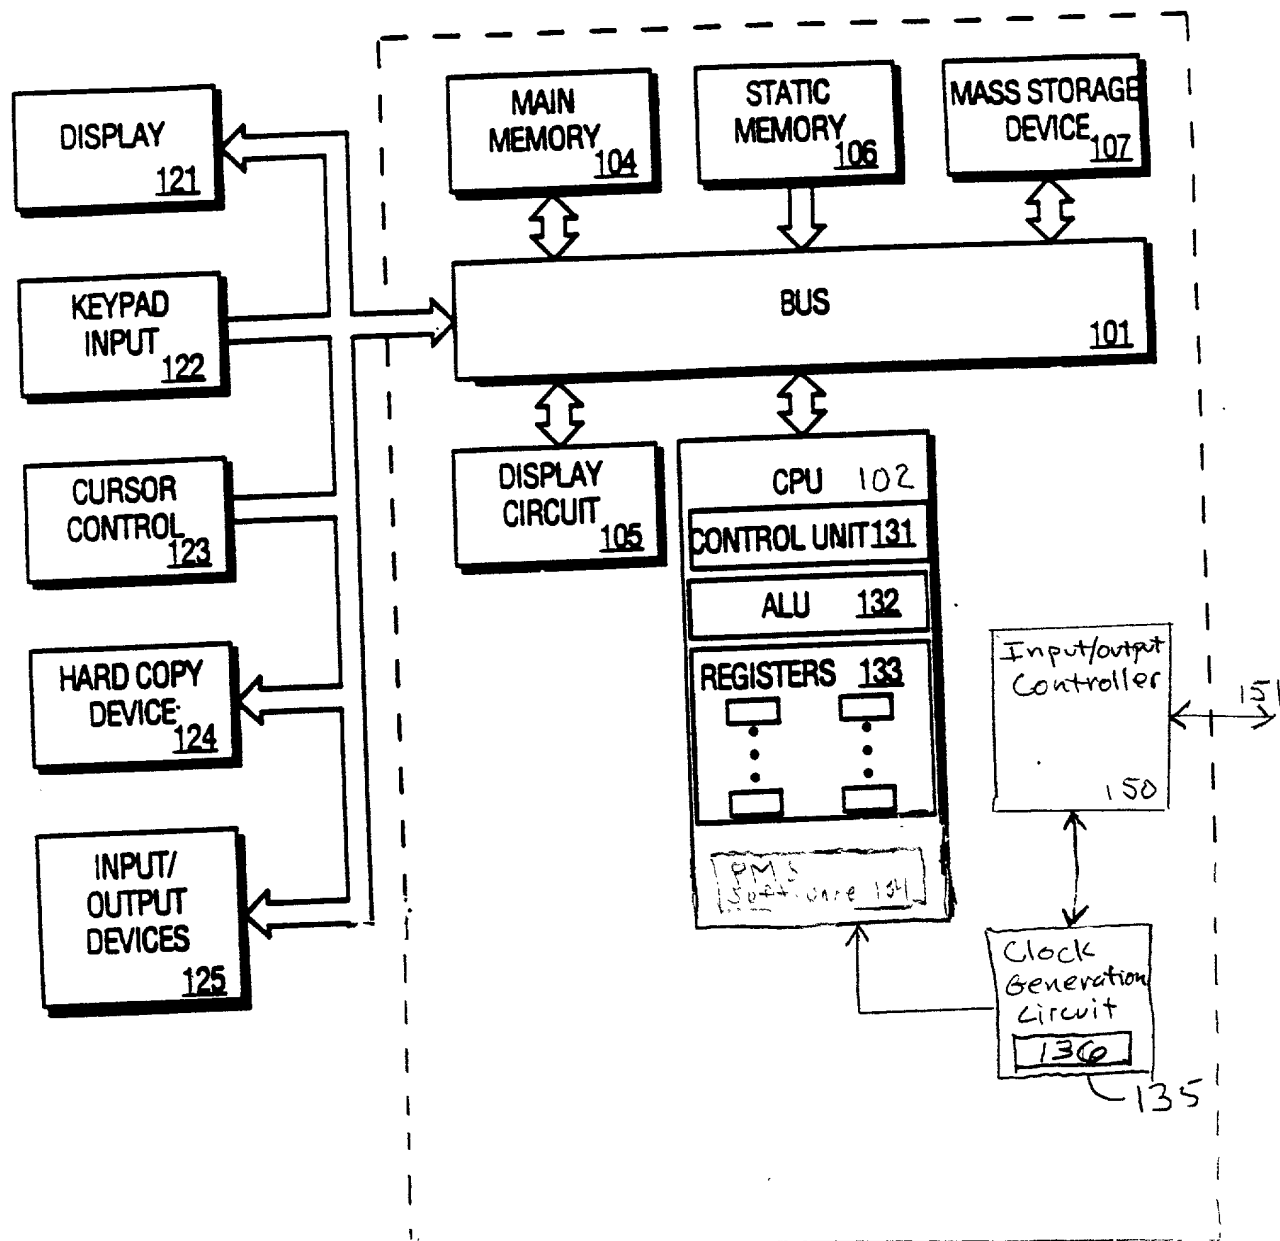 DISPLAY
121
KEYPAD
INPUT
122
CURSOR
CONTROL
123
HARD COPY
DEVICE
124
INPUT/
OUTPUT
DEVICES
125
MAIN
MEMORY
104
STATIC
MEMORY
106
MASS STORAGE
DEVICE
107
BUS
101
DISPLAY
CIRCUIT
105
CPU 102
CONTROL UNIT 131
ALU 132
REGISTERS 133
PMS
Software
Input/output
Controller
150
151
Clock
Generation
Circuit
136
135